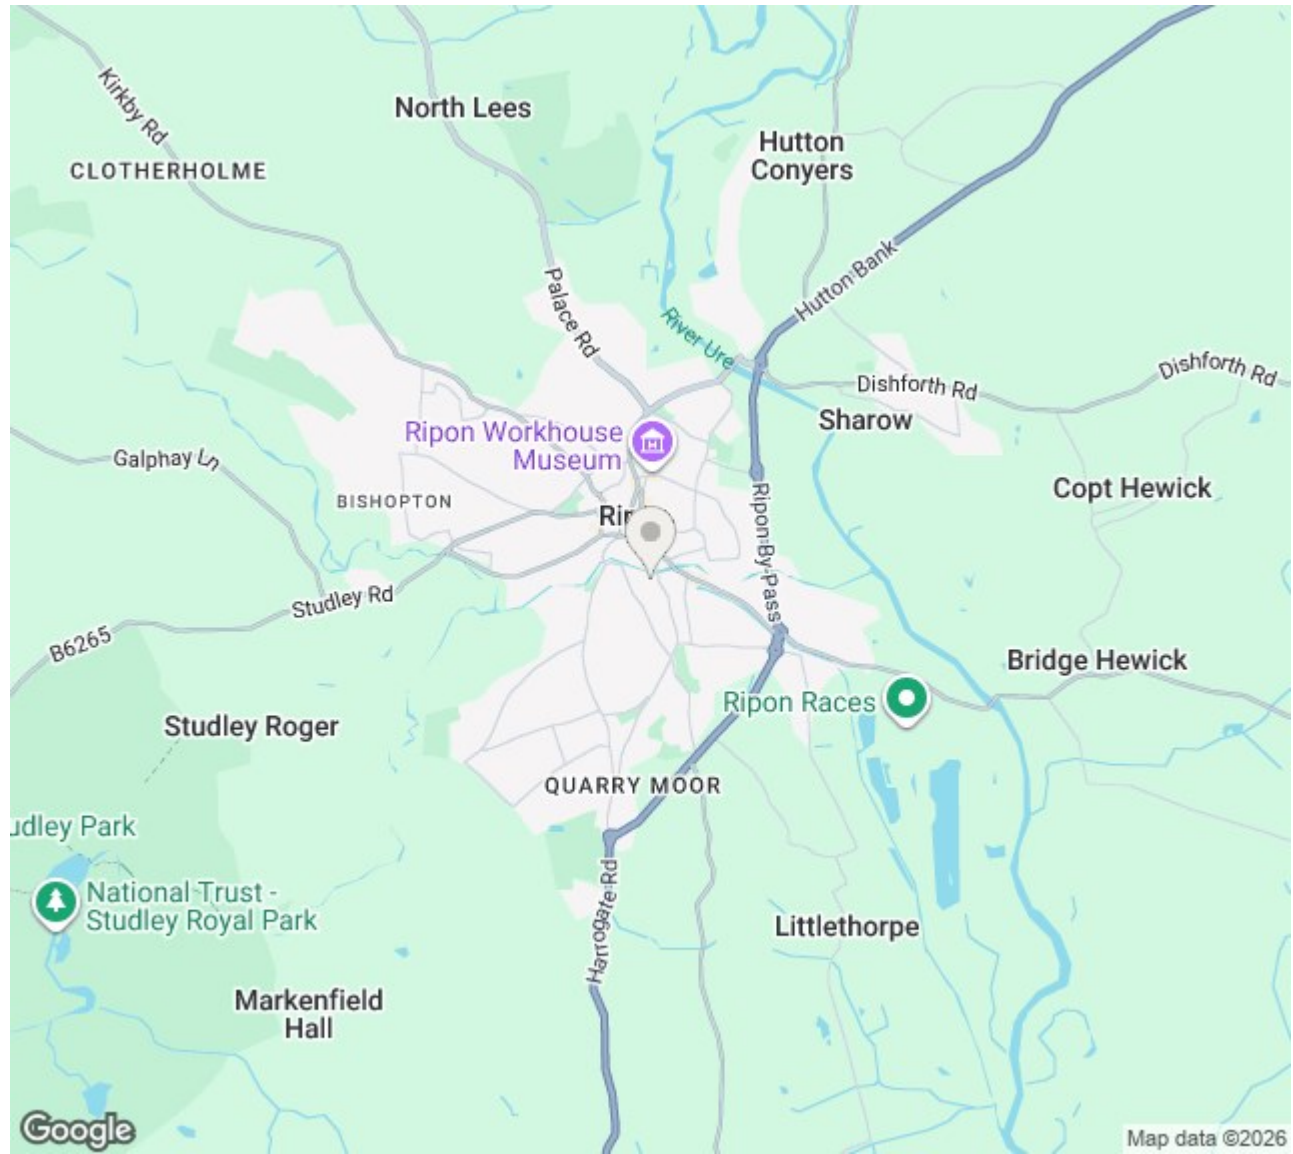 Kirkby Rd
North Lees
Hutton
Conyers
CLOTHERHOLME
Hutton Bank
Palace Rd
River Ure
Dishforth Rd
Dishforth Rd
Sharow
Ripon Workhouse
Museum
Galphay Ln
Copt Hewick
BISHOPTON
Ripon By-Pass
Studley Rd
B6265
Bridge Hewick
Ripon Races
Studley Roger
QUARRY MOOR
udley Park
National Trust -
Studley Royal Park
Harrogate Rd
Littlethorpe
Markenfield
Hall
Google
Map data ©2026